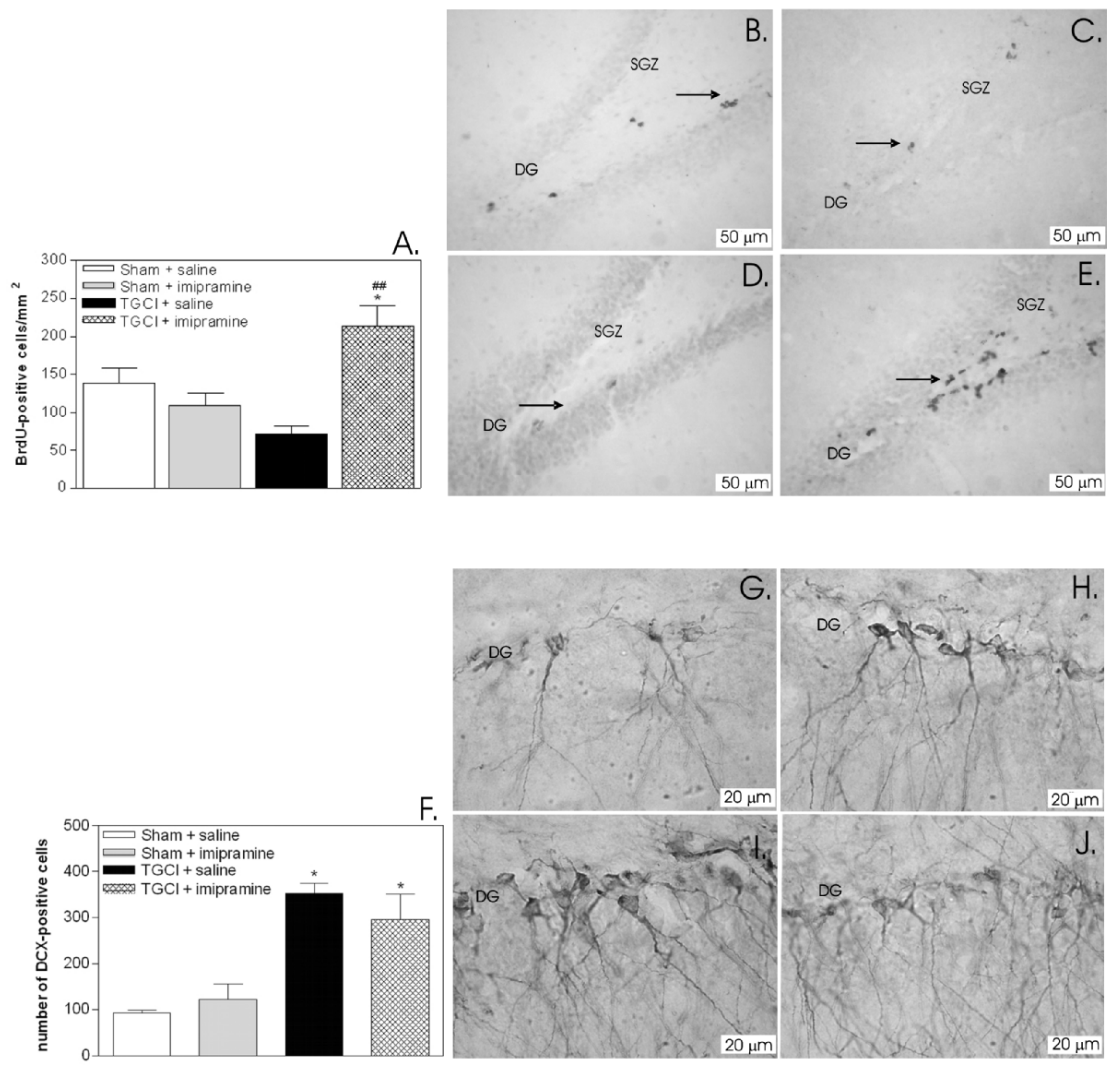 A.
BrdU-positive cells/mm²
300
250
200
150
100
50
0
Sham + saline
Sham + imipramine
TGCI + saline
TGCI + imipramine
##
*
B.
SGZ
DG
50 µm
C.
SGZ
DG
50 µm
D.
SGZ
DG
50 µm
E.
SGZ
DG
50 µm
F.
number of DCX-positive cells
500
400
300
200
100
0
Sham + saline
Sham + imipramine
TGCI + saline
TGCI + imipramine
*
*
G.
DG
20 µm
H.
DG
20 µm
I.
DG
20 µm
J.
DG
20 µm